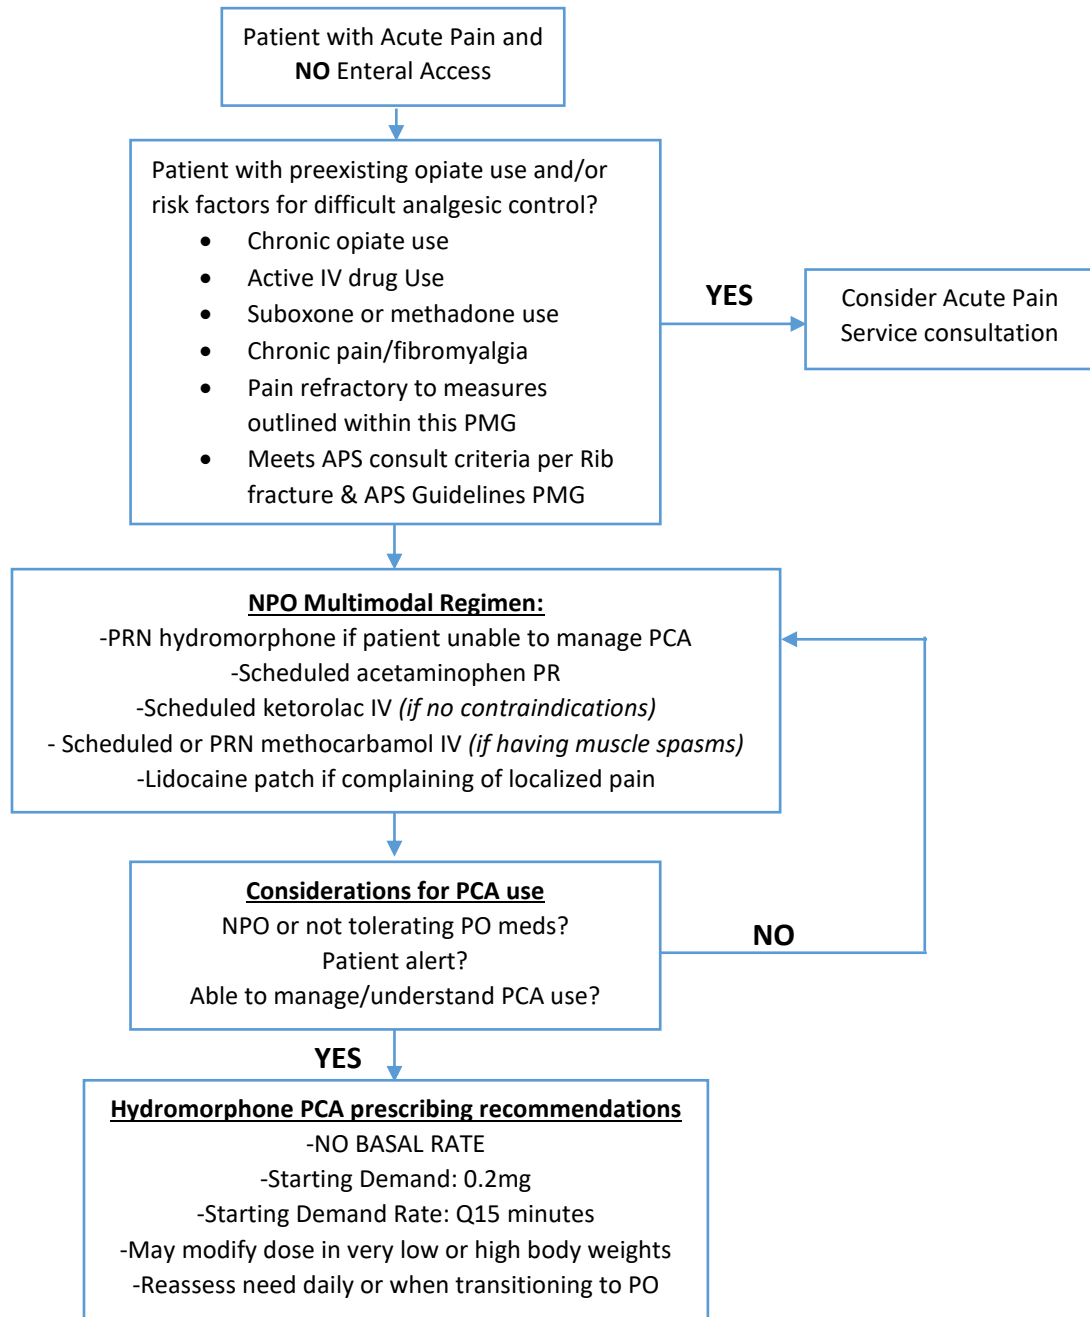 Patient with Acute Pain and
NO Enteral Access
Patient with preexisting opiate use and/or
risk factors for difficult analgesic control?
• Chronic opiate use
• Active IV drug Use
• Suboxone or methadone use
• Chronic pain/fibromyalgia
• Pain refractory to measures
outlined within this PMG
• Meets APS consult criteria per Rib
fracture & APS Guidelines PMG
YES
Consider Acute Pain
Service consultation
NPO Multimodal Regimen:
-PRN hydromorphone if patient unable to manage PCA
-Scheduled acetaminophen PR
-Scheduled ketorolac IV (if no contraindications)
- Scheduled or PRN methocarbamol IV (if having muscle spasms)
-Lidocaine patch if complaining of localized pain
Considerations for PCA use
NPO or not tolerating PO meds?
Patient alert?
Able to manage/understand PCA use?
NO
YES
Hydromorphone PCA prescribing recommendations
-NO BASAL RATE
-Starting Demand: 0.2mg
-Starting Demand Rate: Q15 minutes
-May modify dose in very low or high body weights
-Reassess need daily or when transitioning to PO